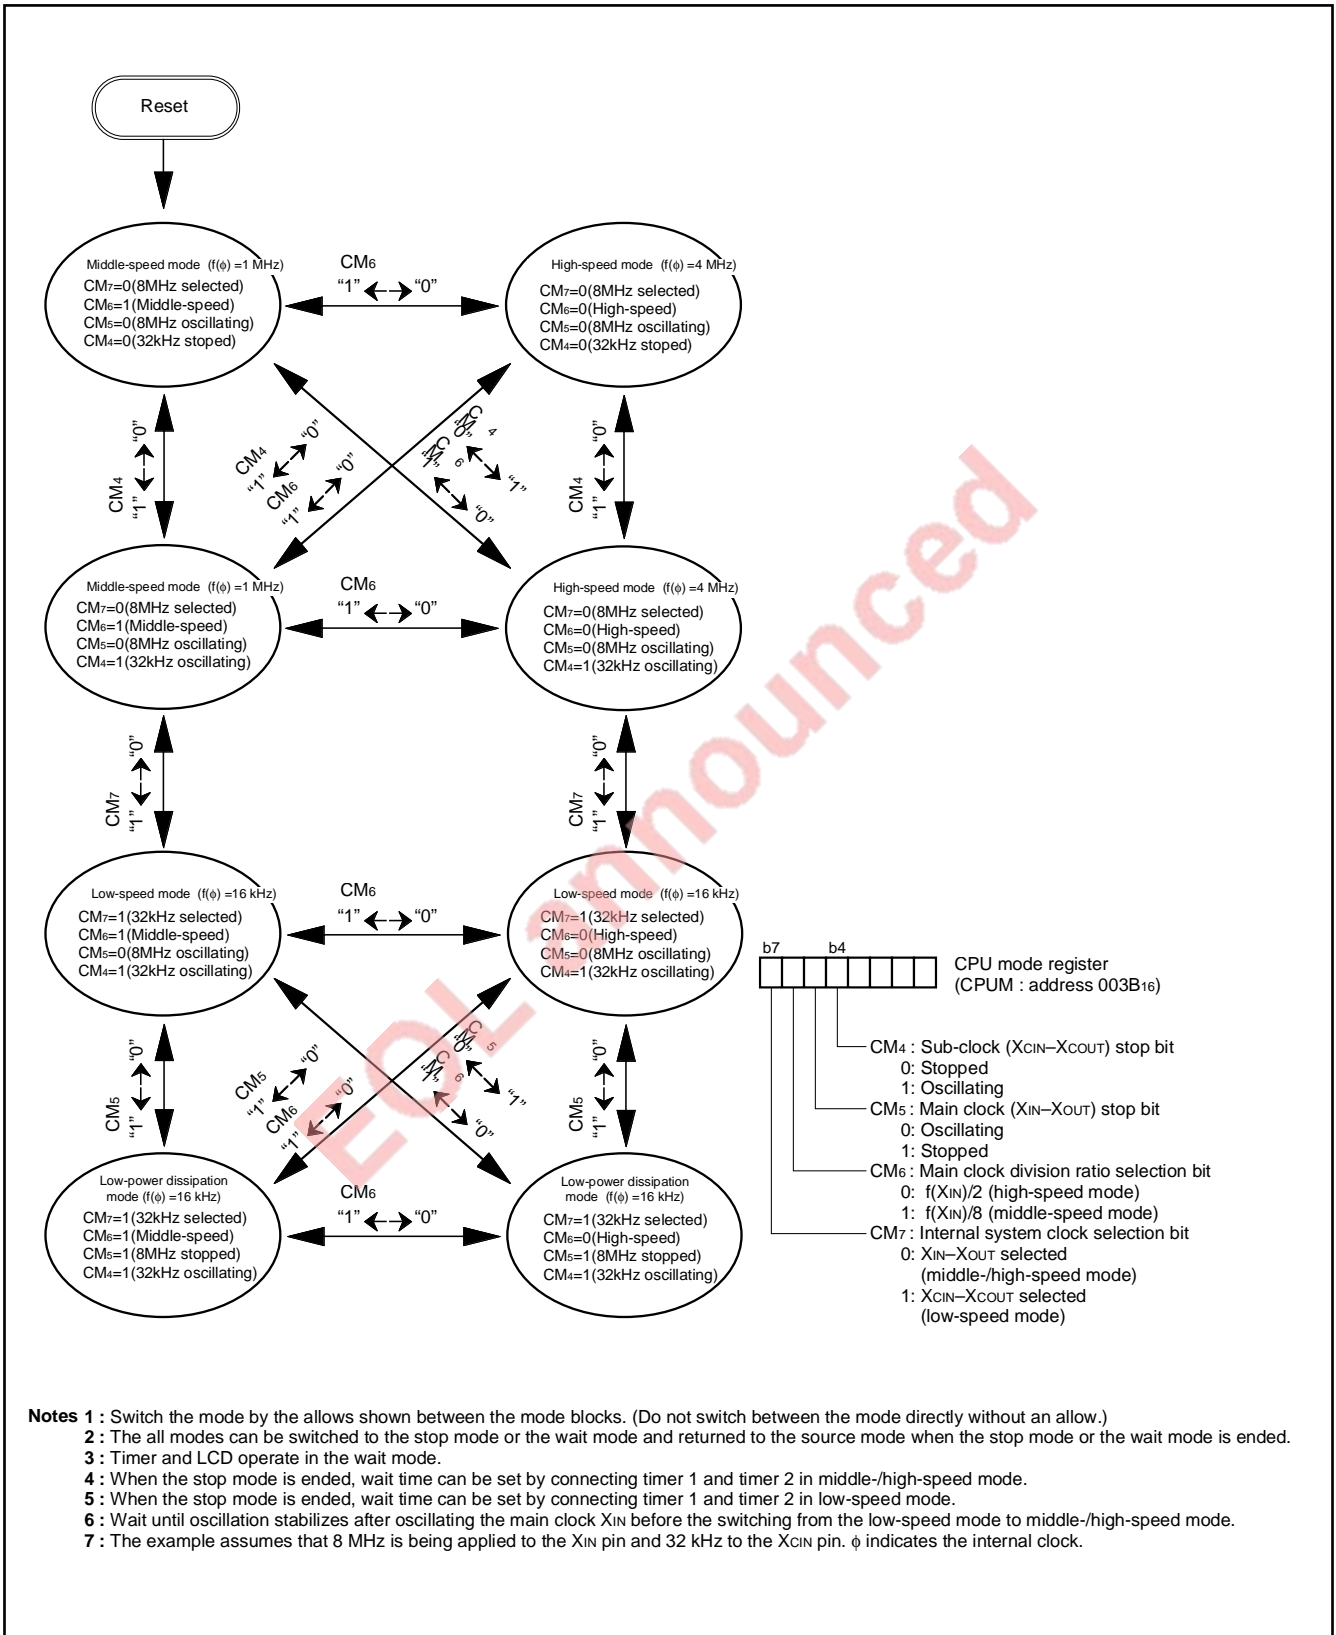 Reset
Middle-speed mode (f(ϕ) =1 MHz)
CM7=0(8MHz selected)
CM6=1(Middle-speed)
CM5=0(8MHz oscillating)
CM4=0(32kHz stoped)
CM6
“1” “0”
High-speed mode (f(ϕ) =4 MHz)
CM7=0(8MHz selected)
CM6=0(High-speed)
CM5=0(8MHz oscillating)
CM4=0(32kHz stoped)
CM4
“1” “0”
CM4
“1” “0”
CM6
“1” “0”
CM4
“0” “1”
CM6
“1” “0”
CM4
“1” “0”
Middle-speed mode (f(ϕ) =1 MHz)
CM7=0(8MHz selected)
CM6=1(Middle-speed)
CM5=0(8MHz oscillating)
CM4=1(32kHz oscillating)
CM6
“1” “0”
High-speed mode (f(ϕ) =4 MHz)
CM7=0(8MHz selected)
CM6=0(High-speed)
CM5=0(8MHz oscillating)
CM4=1(32kHz oscillating)
CM7
“1” “0”
CM7
“1” “0”
Low-speed mode (f(ϕ) =16 kHz)
CM7=1(32kHz selected)
CM6=1(Middle-speed)
CM5=0(8MHz oscillating)
CM4=1(32kHz oscillating)
CM6
“1” “0”
Low-speed mode (f(ϕ) =16 kHz)
CM7=1(32kHz selected)
CM6=0(High-speed)
CM5=0(8MHz oscillating)
CM4=1(32kHz oscillating)
CM5
“1” “0”
CM5
“1” “0”
CM6
“1” “0”
CM5
“0” “1”
CM6
“1” “0”
CM5
“1” “0”
Low-power dissipation
mode (f(ϕ) =16 kHz)
CM7=1(32kHz selected)
CM6=1(Middle-speed)
CM5=1(8MHz stopped)
CM4=1(32kHz oscillating)
CM6
“1” “0”
Low-power dissipation
mode (f(ϕ) =16 kHz)
CM7=1(32kHz selected)
CM6=0(High-speed)
CM5=1(8MHz stopped)
CM4=1(32kHz oscillating)
b7 b4
CPU mode register
(CPUM : address 003B16)
CM4 : Sub-clock (XCIN–XCOUT) stop bit
0: Stopped
1: Oscillating
CM5 : Main clock (XIN–XOUT) stop bit
0: Oscillating
1: Stopped
CM6 : Main clock division ratio selection bit
0: f(XIN)/2 (high-speed mode)
1: f(XIN)/8 (middle-speed mode)
CM7 : Internal system clock selection bit
0: XIN–XOUT selected
(middle-/high-speed mode)
1: XCIN–XCOUT selected
(low-speed mode)
EOL announced
Notes 1 : Switch the mode by the allows shown between the mode blocks. (Do not switch between the mode directly without an allow.)
2 : The all modes can be switched to the stop mode or the wait mode and returned to the source mode when the stop mode or the wait mode is ended.
3 : Timer and LCD operate in the wait mode.
4 : When the stop mode is ended, wait time can be set by connecting timer 1 and timer 2 in middle-/high-speed mode.
5 : When the stop mode is ended, wait time can be set by connecting timer 1 and timer 2 in low-speed mode.
6 : Wait until oscillation stabilizes after oscillating the main clock XIN before the switching from the low-speed mode to middle-/high-speed mode.
7 : The example assumes that 8 MHz is being applied to the XIN pin and 32 kHz to the XCIN pin. ϕ indicates the internal clock.